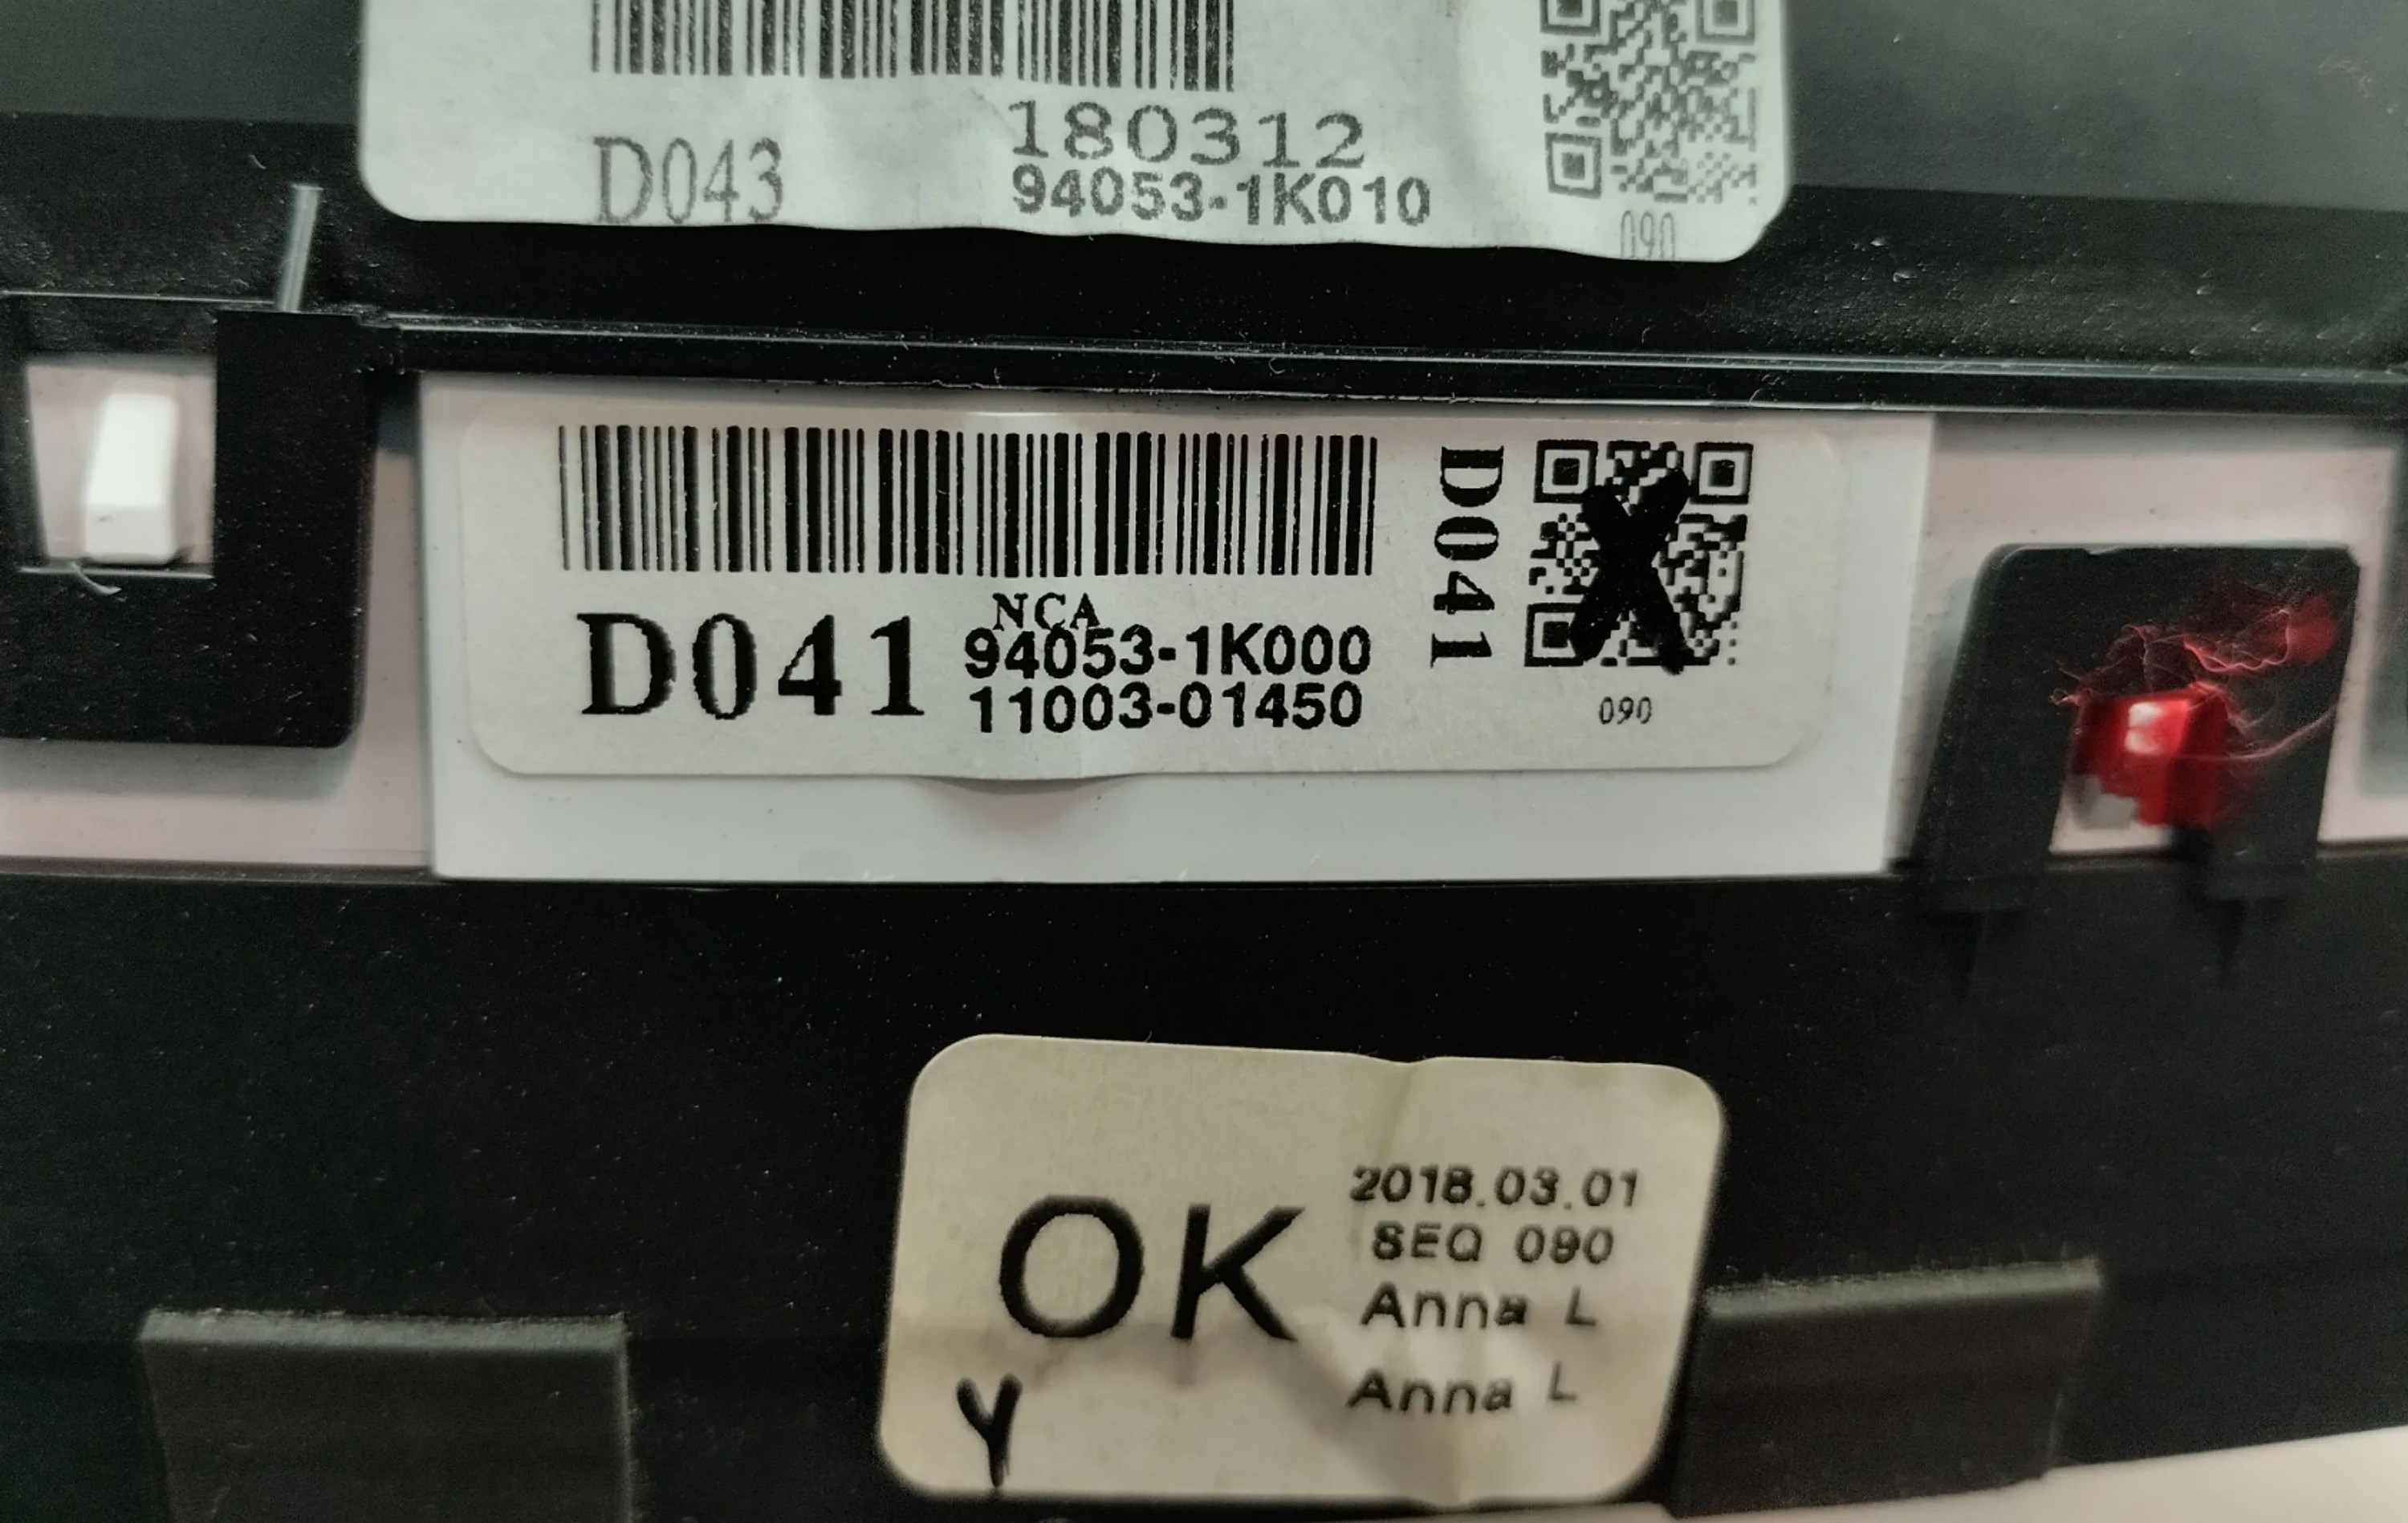 180312
D043
94053-1K010
090
NCA
D041
94053-1K000
11003-01450
D041
090
OK
2018.03.01
SEQ 090
Anna L
Anna L
Y